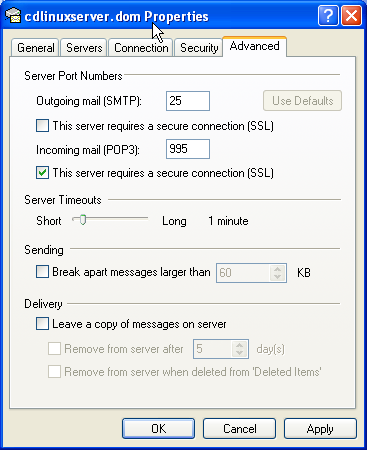 cdlinuxserver.dom Properties
General Servers Connection Security Advanced
Server Port Numbers
Outgoing mail (SMTP): 25 Use Defaults
This server requires a secure connection (SSL)
Incoming mail (POP3): 995
This server requires a secure connection (SSL)
Server Timeouts
Short Long 1 minute
Sending
Break apart messages larger than 60 KB
Delivery
Leave a copy of messages on server
Remove from server after 5 day(s)
Remove from server when deleted from 'Deleted Items'
OK Cancel Apply